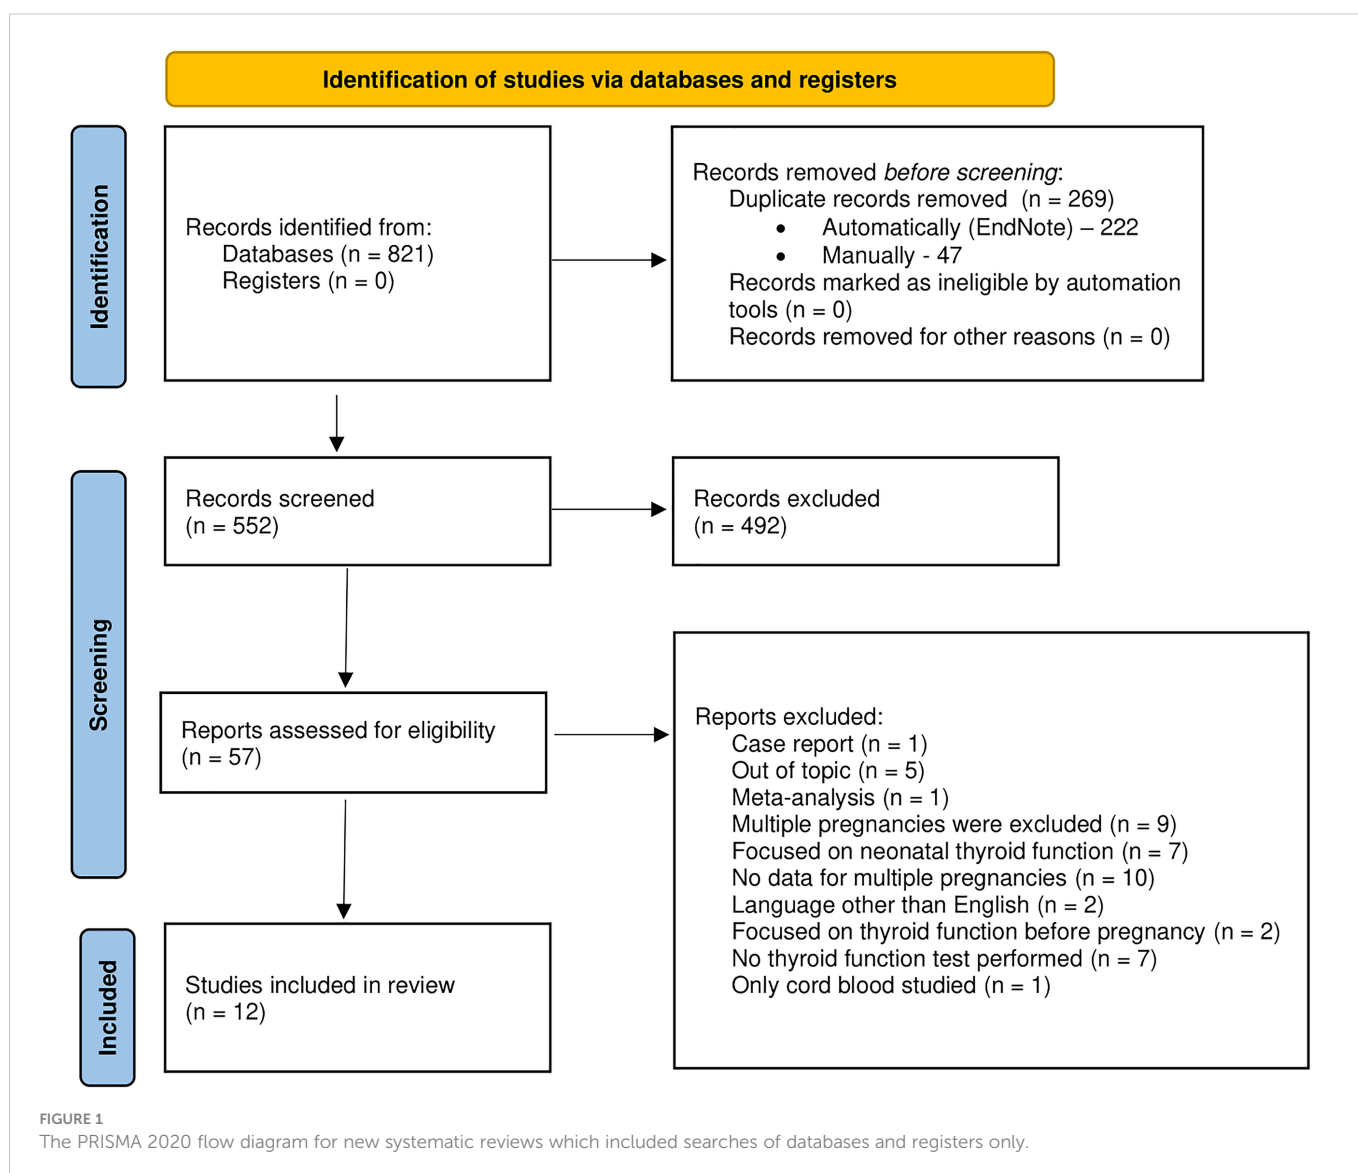 Identification of studies via databases and registers
Identification
Records identified from:
Databases (n = 821)
Registers (n = 0)
Records removed before screening:
Duplicate records removed  (n = 269)
• Automatically (EndNote) – 222
• Manually - 47
Records marked as ineligible by automation
tools (n = 0)
Records removed for other reasons (n = 0)
Screening
Records screened
(n = 552)
Records excluded
(n = 492)
Reports assessed for eligibility
(n = 57)
Reports excluded:
Case report (n = 1)
Out of topic (n = 5)
Meta-analysis (n = 1)
Multiple pregnancies were excluded (n = 9)
Focused on neonatal thyroid function (n = 7)
No data for multiple pregnancies (n = 10)
Language other than English (n = 2)
Focused on thyroid function before pregnancy (n = 2)
No thyroid function test performed (n = 7)
Only cord blood studied (n = 1)
Included
Studies included in review
(n = 12)
FIGURE 1
The PRISMA 2020 flow diagram for new systematic reviews which included searches of databases and registers only.